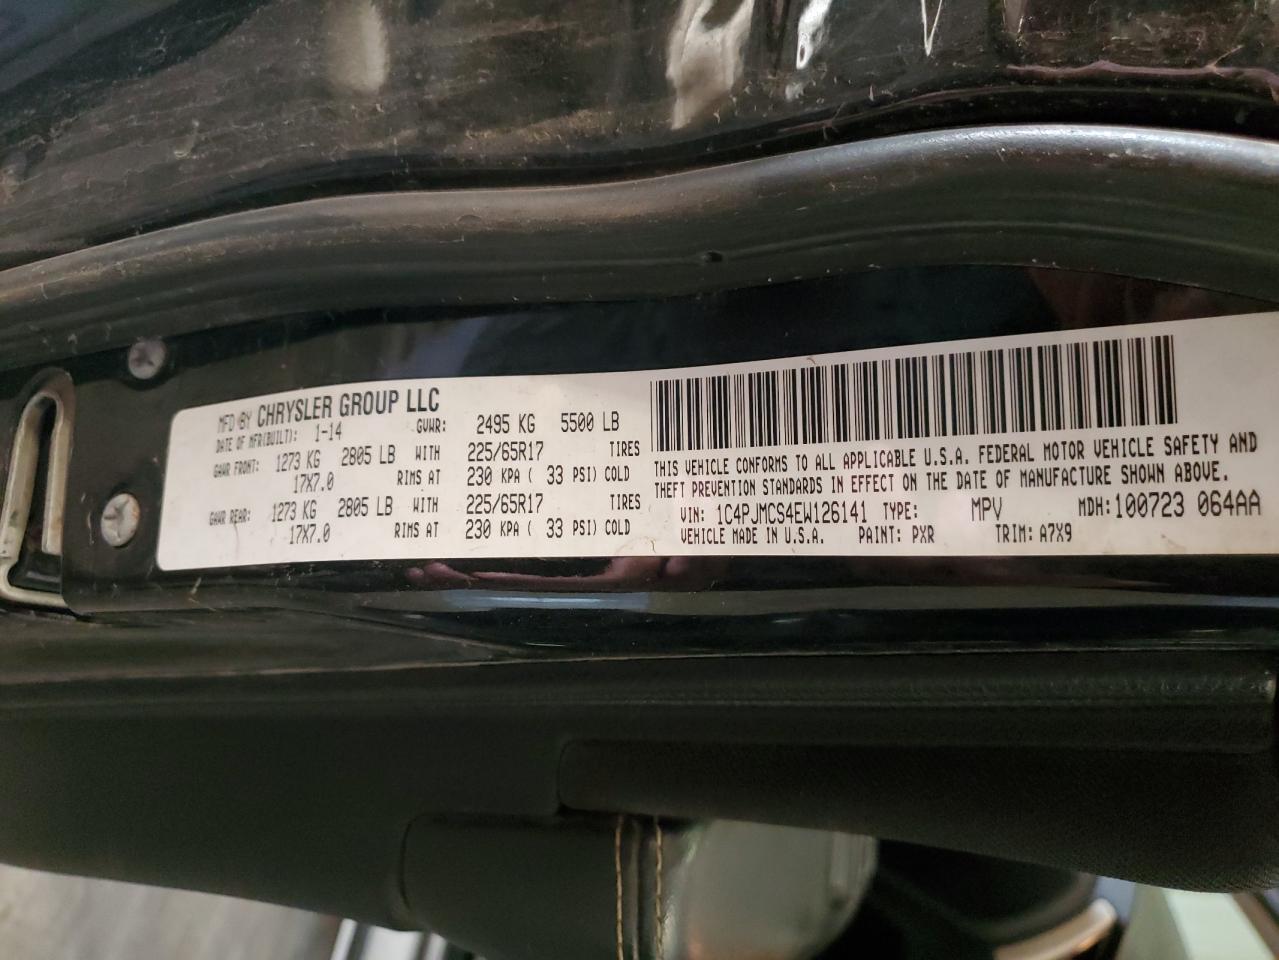 MFD BY CHRYSLER GROUP LLC
DATE OF MFR(BUILT): 1-14 GVWR: 2495 KG 5500 LB
GAWR FRONT: 1273 KG 2805 LB WITH 225/65R17 TIRES
17X7.0 RIMS AT 230 KPA ( 33 PSI) COLD
GAWR REAR: 1273 KG 2805 LB WITH 225/65R17 TIRES
17X7.0 RIMS AT 230 KPA ( 33 PSI) COLD
THIS VEHICLE CONFORMS TO ALL APPLICABLE U.S.A. FEDERAL MOTOR VEHICLE SAFETY AND
THEFT PREVENTION STANDARDS IN EFFECT ON THE DATE OF MANUFACTURE SHOWN ABOVE.
VIN: 1C4PJMCS4EW126141 TYPE: MPV MDH: 100723 064AA
VEHICLE MADE IN U.S.A. PAINT: PXR TRIM: A7X9